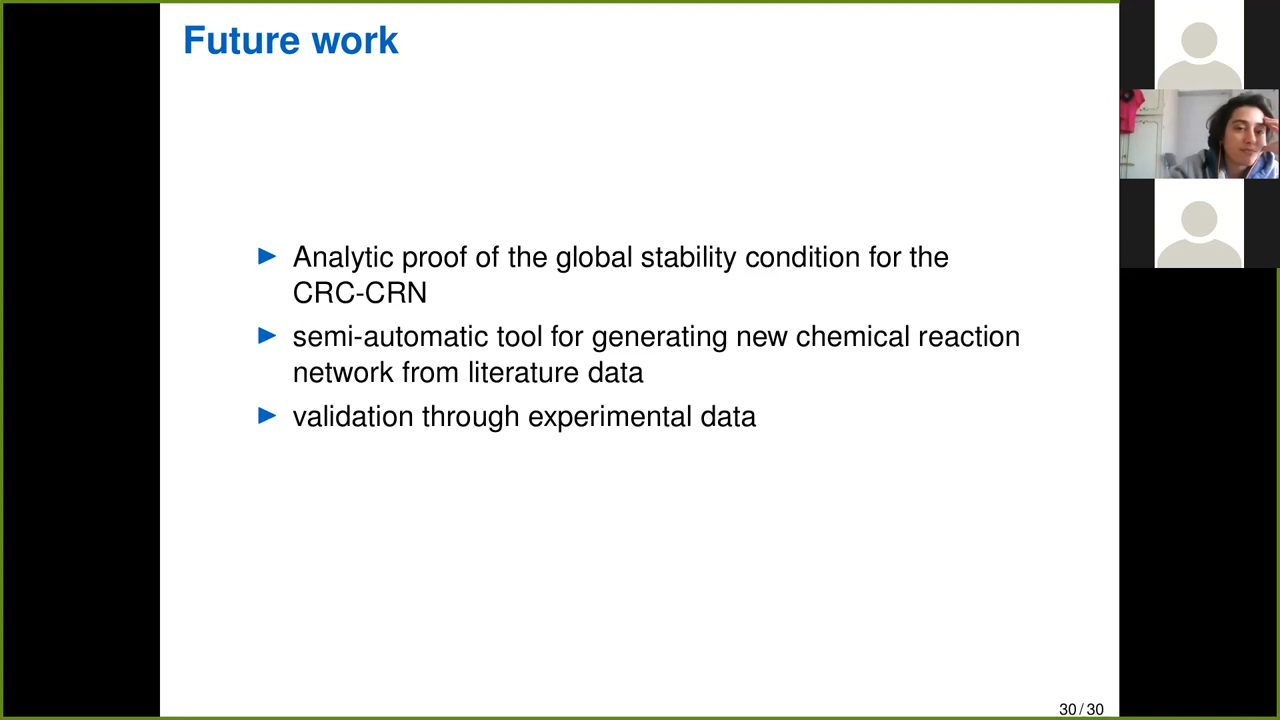 Future work
Analytic proof of the global stability condition for the
CRC-CRN
semi-automatic tool for generating new chemical reaction
network from literature data
validation through experimental data
30 / 30